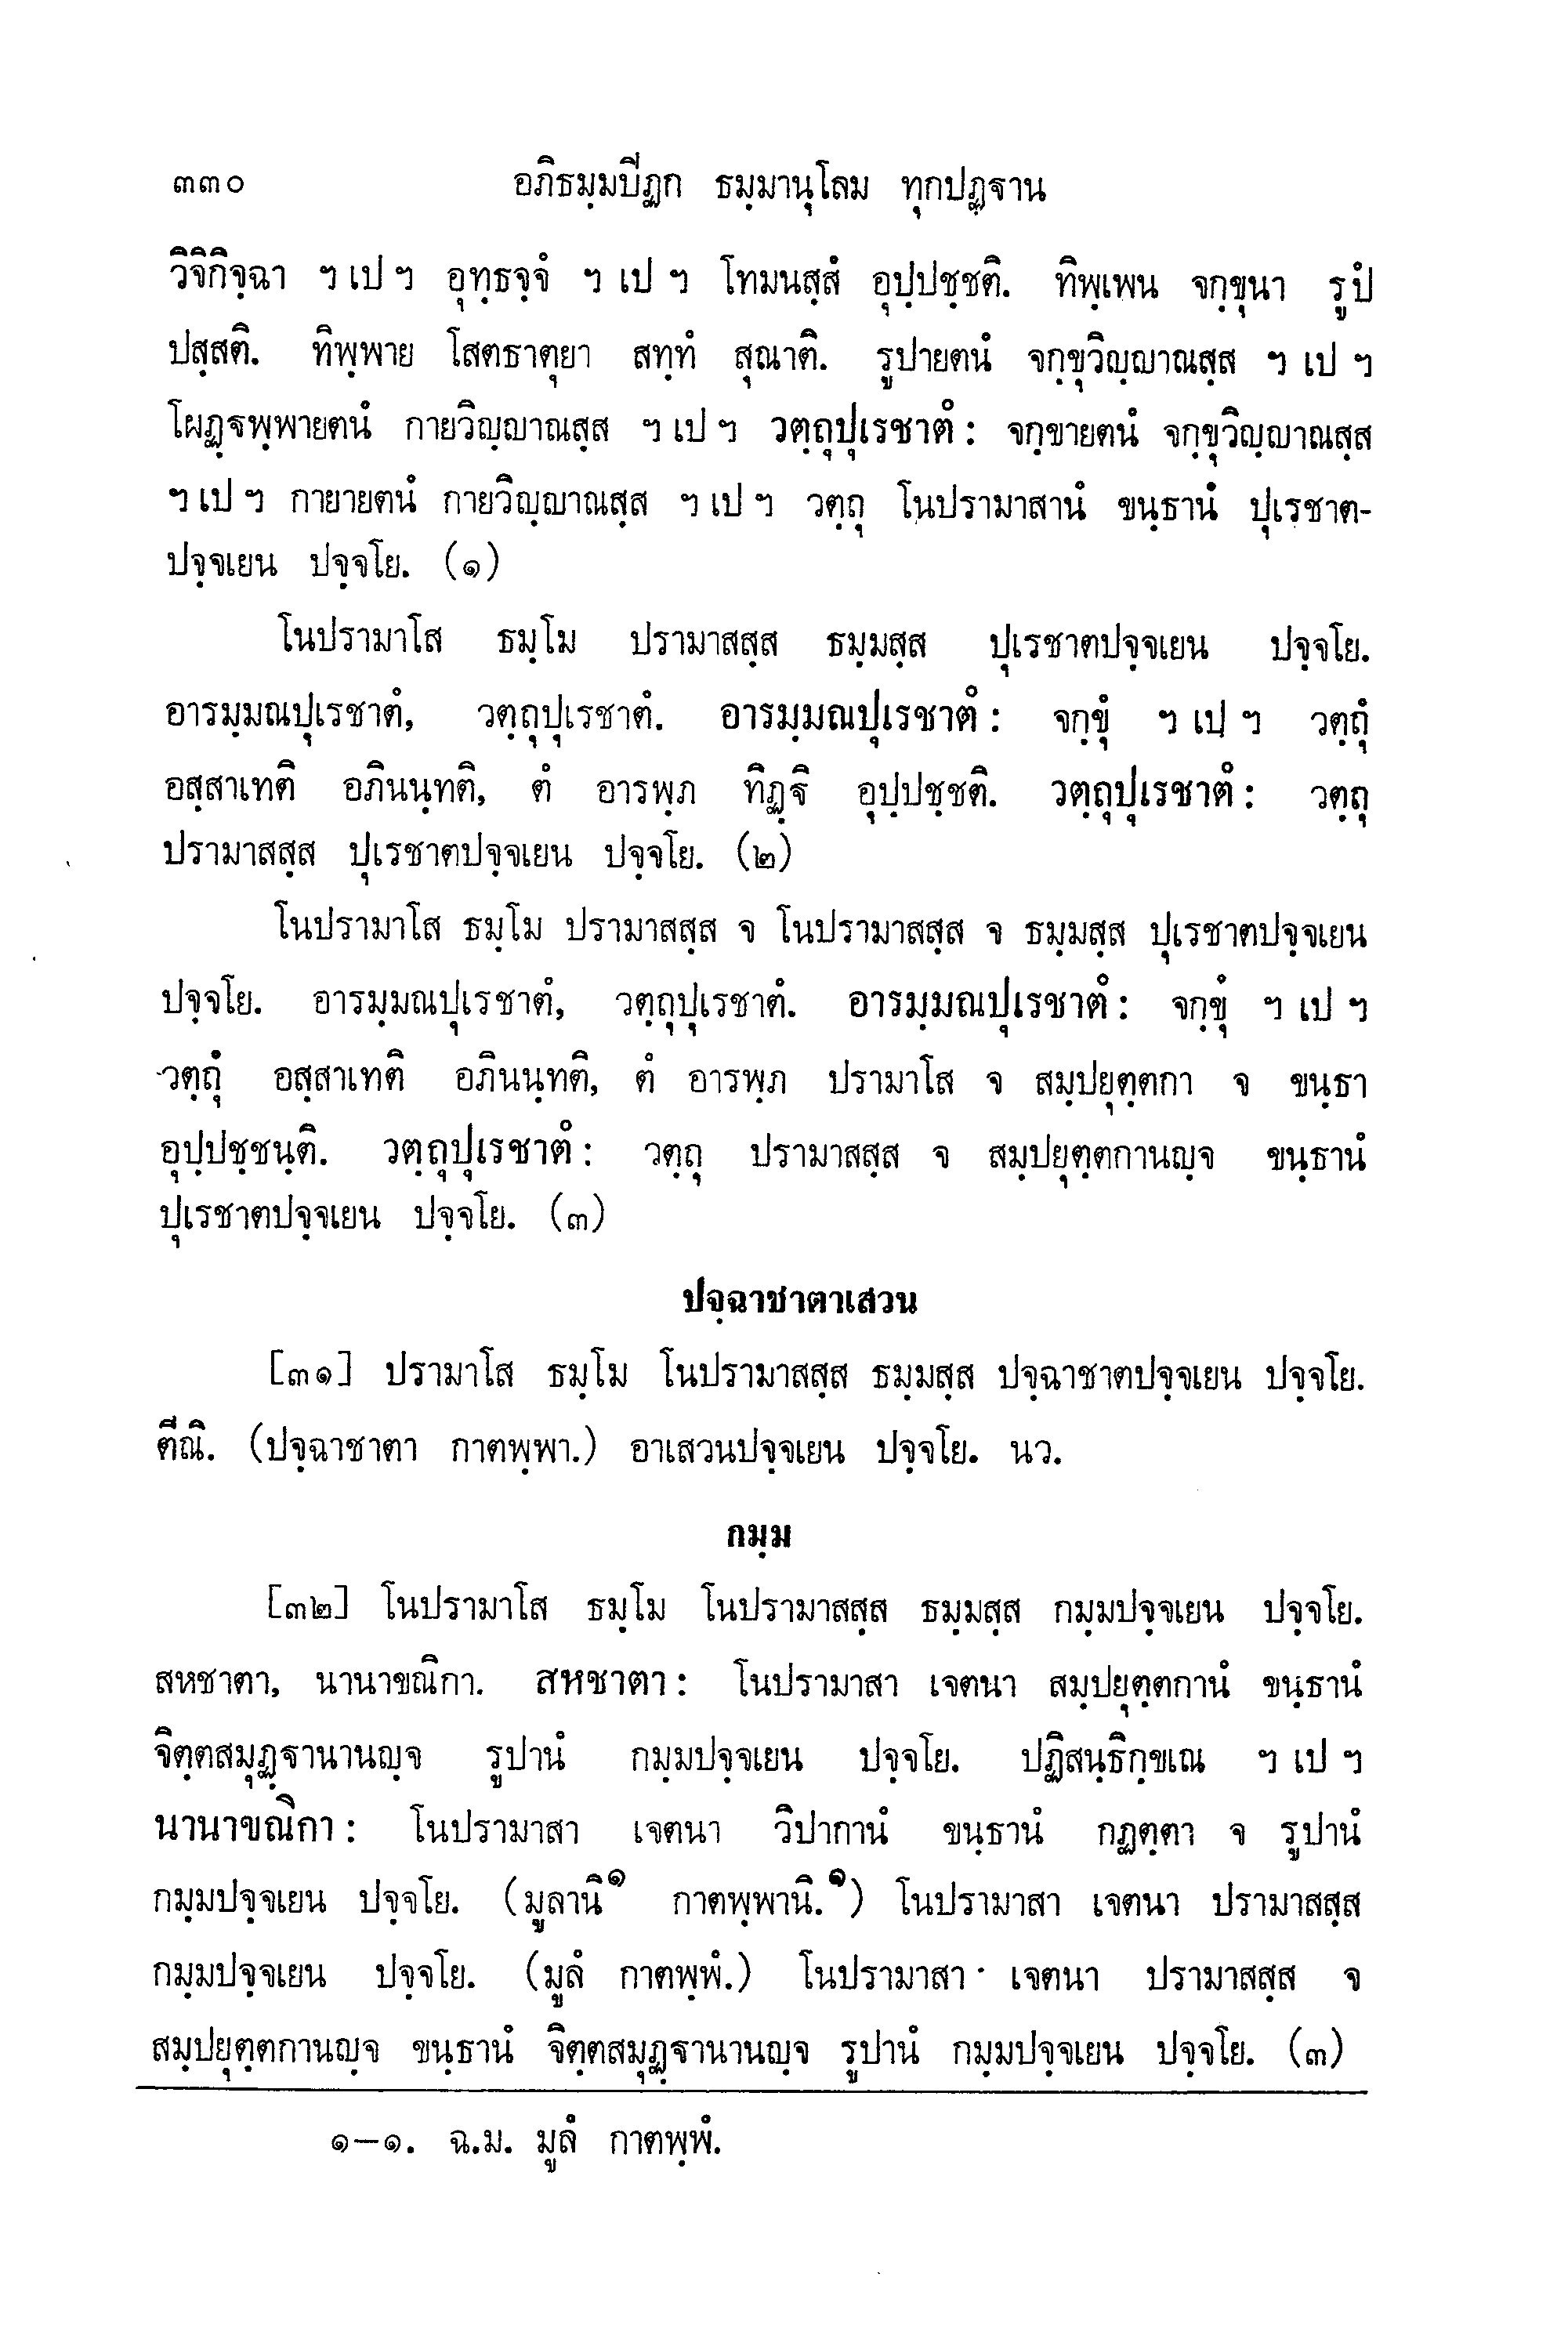 ๓๓๐ อภิธมฺมปิฏก ธมฺมานุโลม ทุกปฏฺฐาน
วิจิกิจฺฉา ฯ เป ฯ อุทฺธจฺจํ ฯ เป ฯ โทมนสฺสํ อุปฺปชฺชติ. ทิพฺเพน จกฺขุนา รูปํ
ปสฺสติ. ทิพฺพาย โสตธาตุยา สทฺทํ สุณาติ. รูปายตนํ จกฺขุวิญฺญาณสฺส ฯ เป ฯ
โผฏฺฐพฺพายตนํ กายวิญฺญาณสฺส ฯ เป ฯ วตฺถุปุเรชาตํ: จกฺขายตนํ จกฺขุวิญฺญาณสฺส
ฯ เป ฯ กายายตนํ กายวิญฺญาณสฺส ฯ เป ฯ วตฺถุ โนปรามาสานํ ขนฺธานํ ปุเรชาต-
ปจฺจเยน ปจฺจโย. (๑)
โนปรามาโส ธมฺโม ปรามาสสฺส ธมฺมสฺส ปุเรชาตปจฺจเยน ปจฺจโย.
อารมฺมณปุเรชาตํ, วตฺถุปุเรชาตํ. อารมฺมณปุเรชาตํ: จกฺขุํ ฯ เป ฯ วตฺถุํ
อสฺสาเทติ อภินนฺทติ, ตํ อารพฺภ ทิฏฺฐิ อุปฺปชฺชติ. วตฺถุปุเรชาตํ: วตฺถุ
ปรามาสสฺส ปุเรชาตปจฺจเยน ปจฺจโย. (๒)
โนปรามาโส ธมฺโม ปรามาสสฺส จ โนปรามาสสฺส จ ธมฺมสฺส ปุเรชาตปจฺจเยน
ปจฺจโย. อารมฺมณปุเรชาตํ, วตฺถุปุเรชาตํ. อารมฺมณปุเรชาตํ: จกฺขุํ ฯ เป ฯ
วตฺถุํ อสฺสาเทติ อภินนฺทติ, ตํ อารพฺภ ปรามาโส จ สมฺปยุตฺตกา จ ขนฺธา
อุปฺปชฺชนฺติ. วตฺถุปุเรชาตํ: วตฺถุ ปรามาสสฺส จ สมฺปยุตฺตกานญฺจ ขนฺธานํ
ปุเรชาตปจฺจเยน ปจฺจโย. (๓)
ปจฺฉาชาตาเสวน
[๓๑] ปรามาโส ธมฺโม โนปรามาสสฺส ธมฺมสฺส ปจฺฉาชาตปจฺจเยน ปจฺจโย.
ตีณิ. (ปจฺฉาชาตา กาตพฺพา.) อาเสวนปจฺจเยน ปจฺจโย. นว.
กมฺม
[๓๒] โนปรามาโส ธมฺโม โนปรามาสสฺส ธมฺมสฺส กมฺมปจฺจเยน ปจฺจโย.
สหชาตา, นานาขณิกา. สหชาตา: โนปรามาสา เจตนา สมฺปยุตฺตกานํ ขนฺธานํ
จิตฺตสมุฏฺฐานานญฺจ รูปานํ กมฺมปจฺจเยน ปจฺจโย. ปฏิสนฺธิกฺขเณ ฯ เป ฯ
นานาขณิกา: โนปรามาสา เจตนา วิปากานํ ขนฺธานํ กฏตฺตา จ รูปานํ
กมฺมปจฺจเยน ปจฺจโย. (มูลานิ๑ กาตพฺพานิ.๑) โนปรามาสา เจตนา ปรามาสสฺส
กมฺมปจฺจเยน ปจฺจโย. (มูลํ กาตพฺพํ.) โนปรามาสา เจตนา ปรามาสสฺส จ
สมฺปยุตฺตกานญฺจ ขนฺธานํ จิตฺตสมุฏฺฐานานญฺจ รูปานํ กมฺมปจฺจเยน ปจฺจโย. (๓)
๑–๑. ฉ.ม. มูลํ กาตพฺพํ.